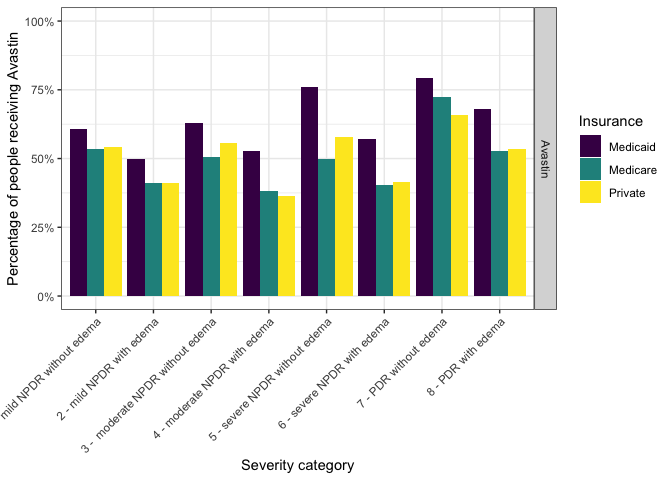 100%
75%
50%
25%
0%
Percentage of people receiving Avastin
Avastin
Insurance
Medicaid
Medicare
Private
mild NPDR without edema
2 - mild NPDR with edema
3 -  moderate NPDR without edema
4 - moderate NPDR with edema
5 - severe NPDR without edema
6 - severe NPDR with edema
7 - PDR without edema
8 - PDR with edema
Severity category